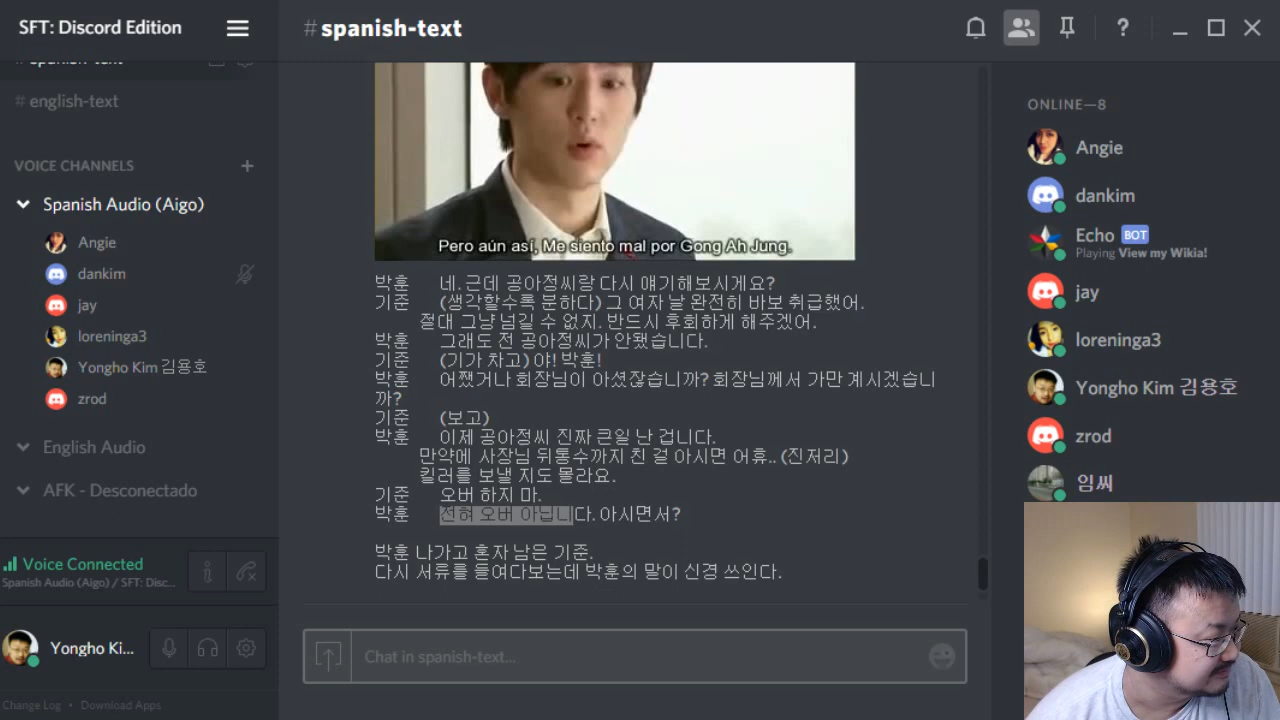 SFT: Discord Edition
#spanish-text
spanish-text
#english-text
VOICE CHANNELS
Spanish Audio (Aigo)
Angie
dankim
jay
loreninga3
Yongho Kim 김용호
zrod
English Audio
AFK - Desconectado
Voice Connected
Spanish Audio (Aigo) / SFT: Disc...
Yongho Ki...
Change Log • Download Apps
Pero aún así, Me siento mal por Gong Ah Jung.
박훈 네. 근데 공아정씨랑 다시 얘기해보시게요?
기준 (생각할수록 분하다) 그 여자 날 완전히 바보 취급했어.
절대 그냥 넘길 수 없지. 반드시 후회하게 해주겠어.
박훈 그래도 전 공아정씨가 안됐습니다.
기준 (기가 차고) 야! 박훈!
박훈 어쨌거나 회장님이 아셨잖습니까? 회장님께서 가만 계시겠습니
까?
기준 (보고)
박훈 이제 공아정씨 진짜 큰일 난 겁니다.
만약에 사장님 뒤통수까지 친 걸 아시면 어휴.. (진저리)
킬러를 보낼 지도 몰라요.
기준 오버 하지 마.
박훈 전혀 오버 아닙니다. 아시면서?
박훈 나가고 혼자 남은 기준.
다시 서류를 들여다보는데 박훈의 말이 신경 쓰인다.
Chat in spanish-text...
ONLINE—8
Angie
dankim
Echo BOT
Playing View my Wikia!
jay
loreninga3
Yongho Kim 김용호
zrod
임씨